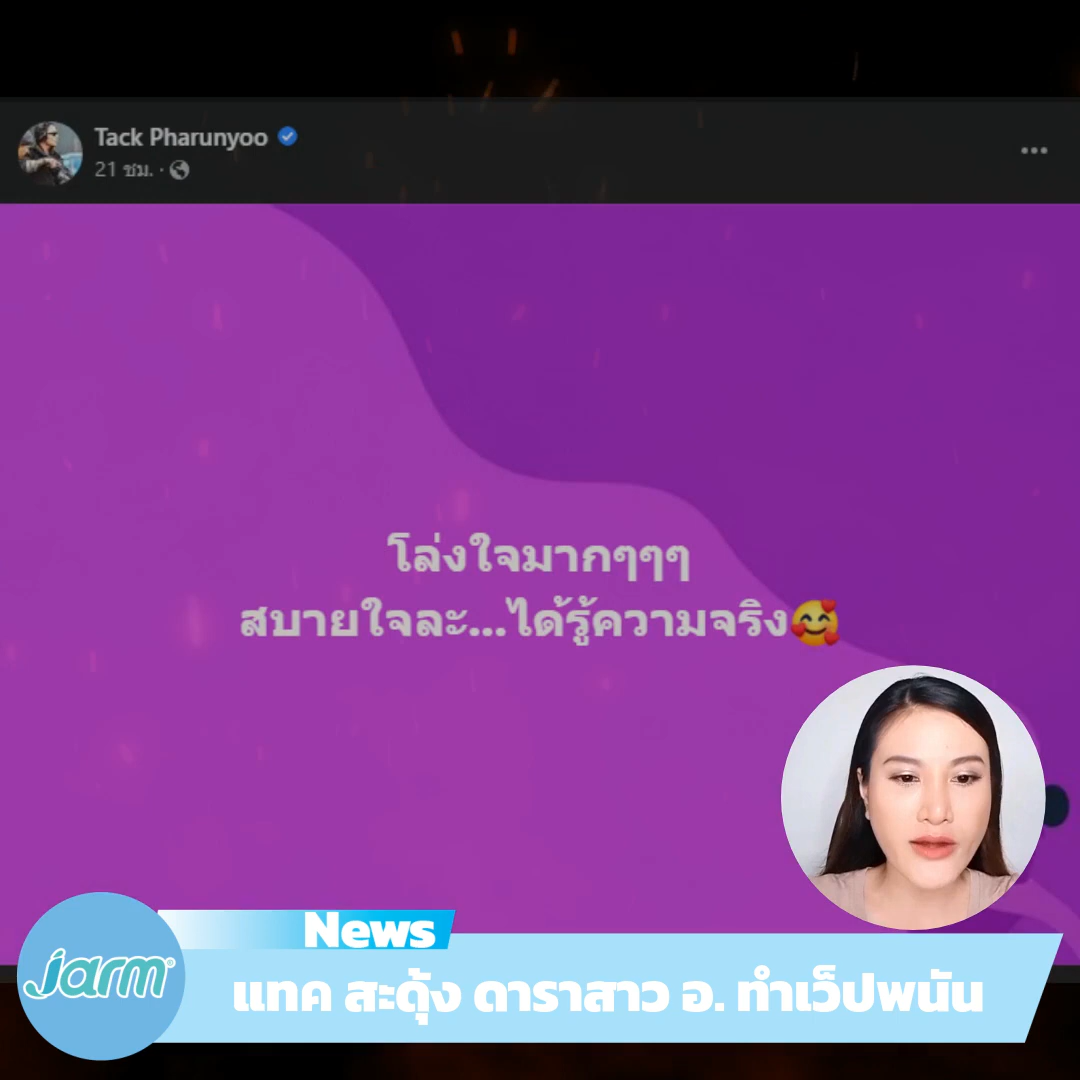 Tack Pharunyoo
21 ชม. ·
โล่งใจมากๆๆๆ
สบายใจละ...ได้รู้ความจริง🥰
News
jarm®
แทค สะดุ้ง ดาราสาว อ. ทำเว็ปพนัน